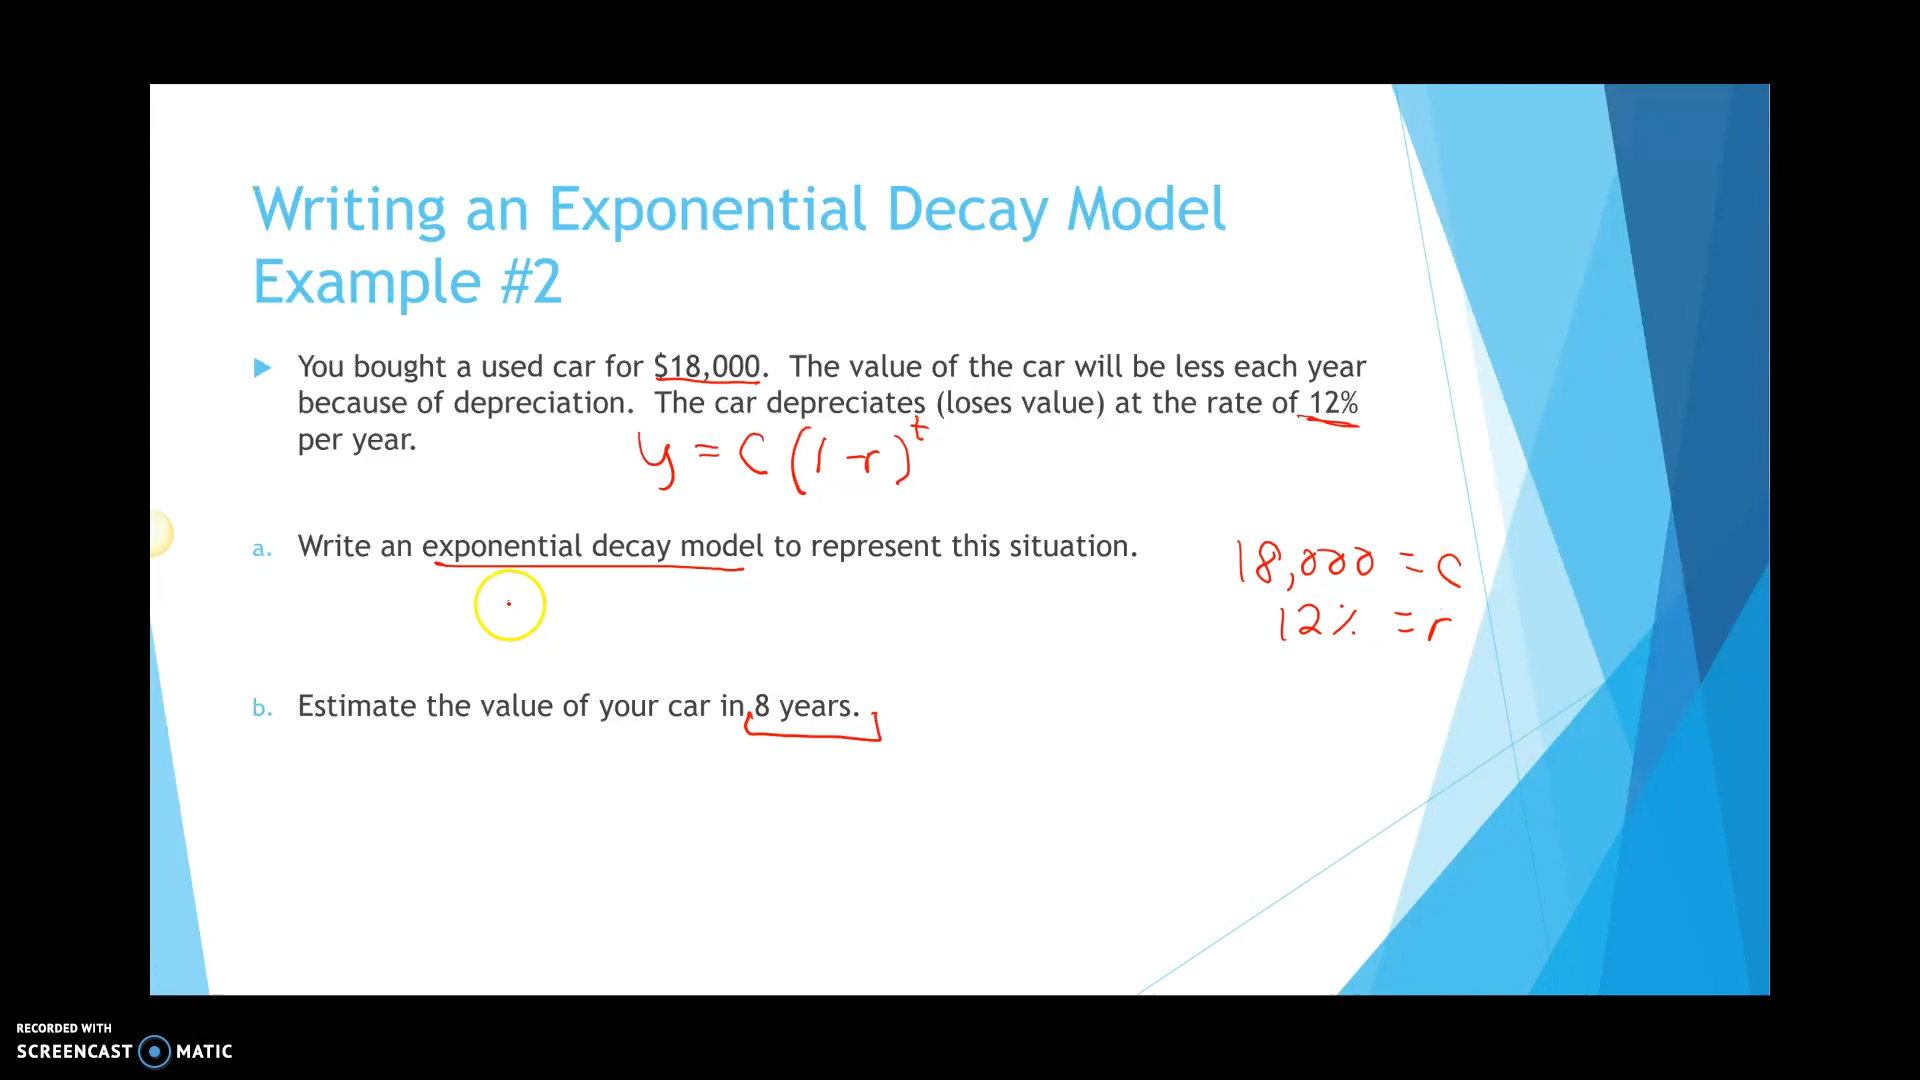 Writing an Exponential Decay Model
Example #2
You bought a used car for $18,000. The value of the car will be less each year
because of depreciation. The car depreciates (loses value) at the rate of 12%
per year.
y = C (1 - r)^t
a. Write an exponential decay model to represent this situation.
18,000 = C
12% = r
b. Estimate the value of your car in 8 years.
RECORDED WITH
SCREENCAST MATIC